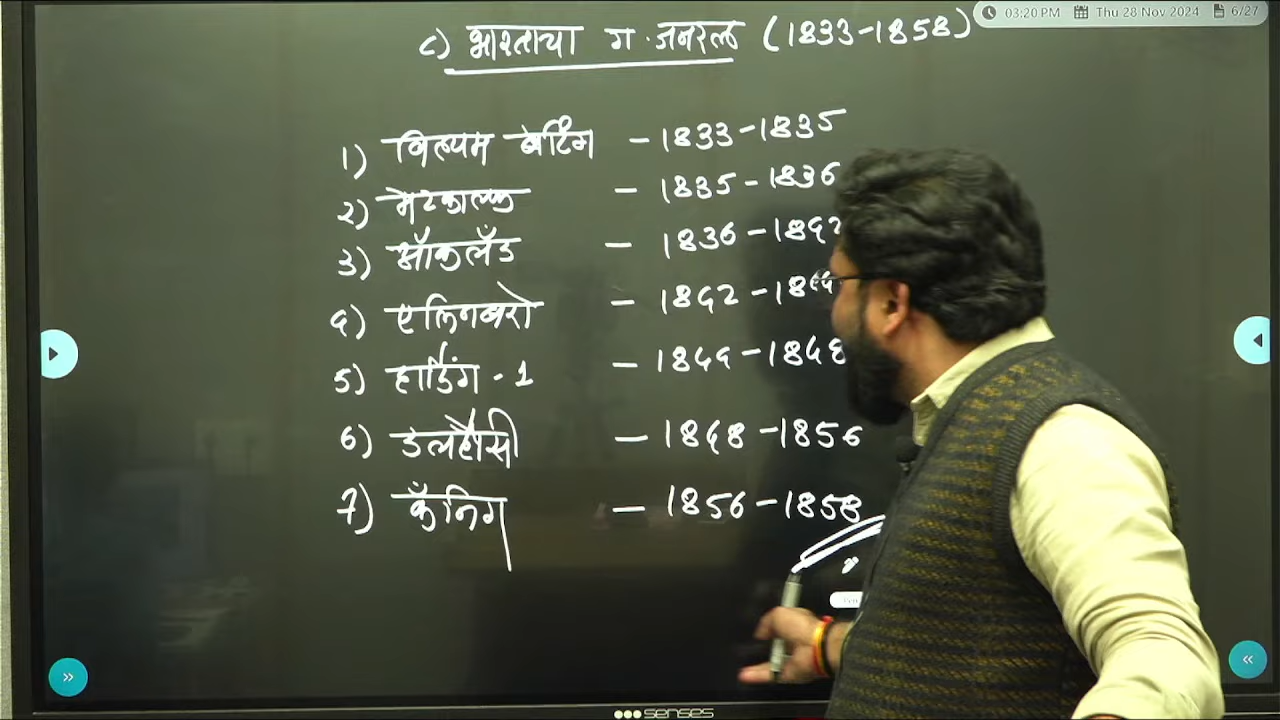 03:20 PM Thu 28 Nov 2024 6/27
c) भारताचा ग. जनरल (1833-1858)
1) विल्यम बेंटिंग - 1833-1835
2) मेटकाल्फ - 1835-1836
3) ऑकलँड - 1836-1842
4) एलिनबरो - 1842-
5) हार्डिंग - 1 - 1844-1848
6) डलहौसी - 1848-1856
7) कॅनिंग - 1856-1858
senses